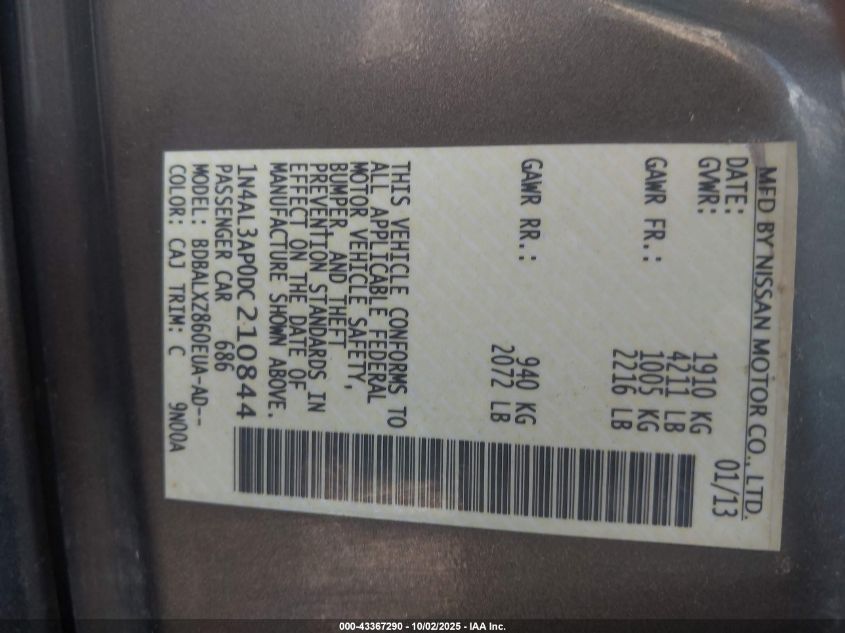 MFD BY NISSAN MOTOR CO., LTD.
DATE: 01/13
GVWR: 1910 KG
4211 LB
GAWR FR.: 1005 KG
2216 LB
GAWR RR.: 940 KG
2072 LB
THIS VEHICLE CONFORMS TO
ALL APPLICABLE FEDERAL
MOTOR VEHICLE SAFETY,
BUMPER, AND THEFT
PREVENTION STANDARDS IN
EFFECT ON THE DATE OF
MANUFACTURE SHOWN ABOVE.
1N4AL3AP0DC210844
PASSENGER CAR 686
MODEL: BDBALXZ860EUA-AD--
COLOR: CAJ TRIM: C 9N00A
000-43367290 - 10/02/2025 - IAA Inc.